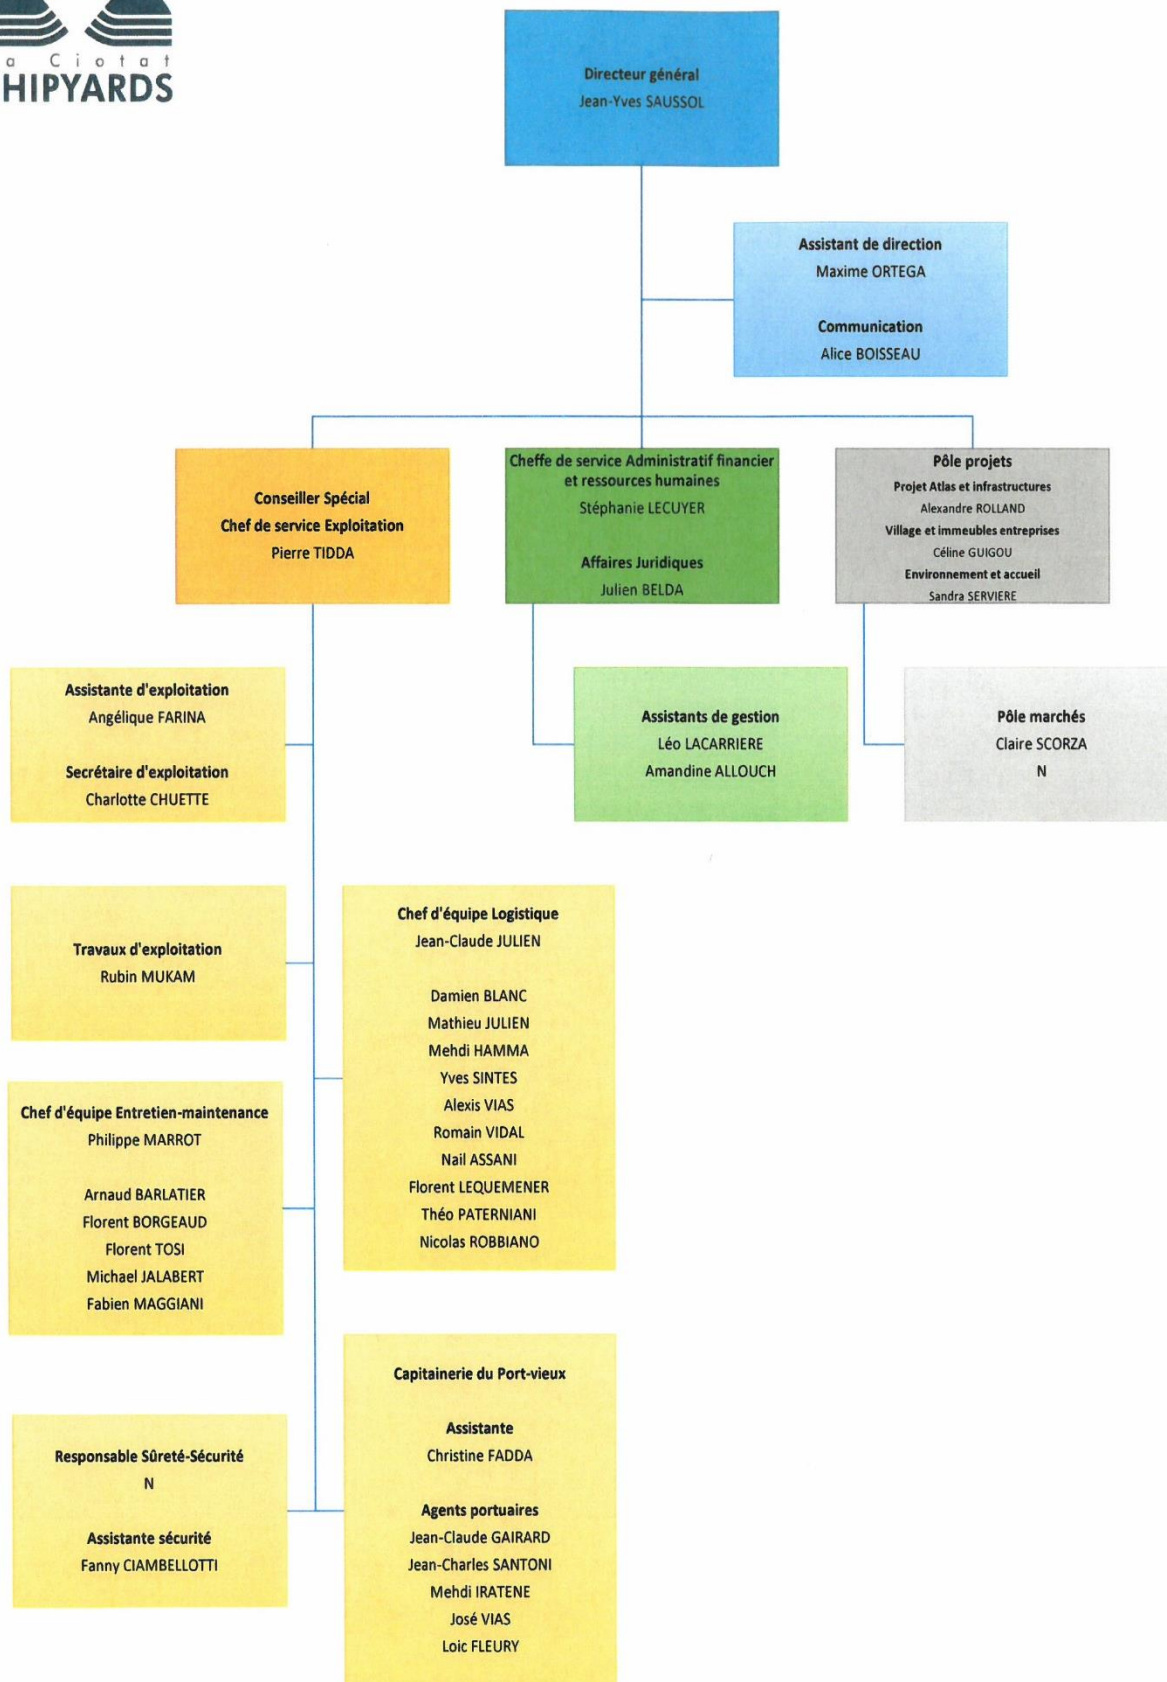 a Ciotat
HIPYARDS
Directeur général
Jean-Yves SAUSSOL
Assistant de direction
Maxime ORTEGA
Communication
Alice BOISSEAU
Conseiller Spécial
Chef de service Exploitation
Pierre TIDDA
Cheffe de service Administratif financier
et ressources humaines
Stéphanie LECUYER
Affaires Juridiques
Julien BELDA
Pôle projets
Projet Atlas et infrastructures
Alexandre ROLLAND
Village et immeubles entreprises
Céline GUIGOU
Environnement et accueil
Sandra SERVIERE
Assistante d'exploitation
Angélique FARINA
Secrétaire d'exploitation
Charlotte CHUETTE
Assistants de gestion
Léo LACARRIERE
Amandine ALLOUCH
Pôle marchés
Claire SCORZA
N
Travaux d'exploitation
Rubin MUKAM
Chef d'équipe Logistique
Jean-Claude JULIEN
Damien BLANC
Mathieu JULIEN
Mehdi HAMMA
Yves SINTES
Alexis VIAS
Romain VIDAL
Nail ASSANI
Florent LEQUEMENER
Théo PATERNIANI
Nicolas ROBBIANO
Chef d'équipe Entretien-maintenance
Philippe MARROT
Arnaud BARLATIER
Florent BORGEAUD
Florent TOSI
Michael JALABERT
Fabien MAGGIANI
Capitainerie du Port-vieux
Assistante
Christine FADDA
Agents portuaires
Jean-Claude GAIRARD
Jean-Charles SANTONI
Mehdi IRATENE
José VIAS
Loic FLEURY
Responsable Sûreté-Sécurité
N
Assistante sécurité
Fanny CIAMBELLOTTI